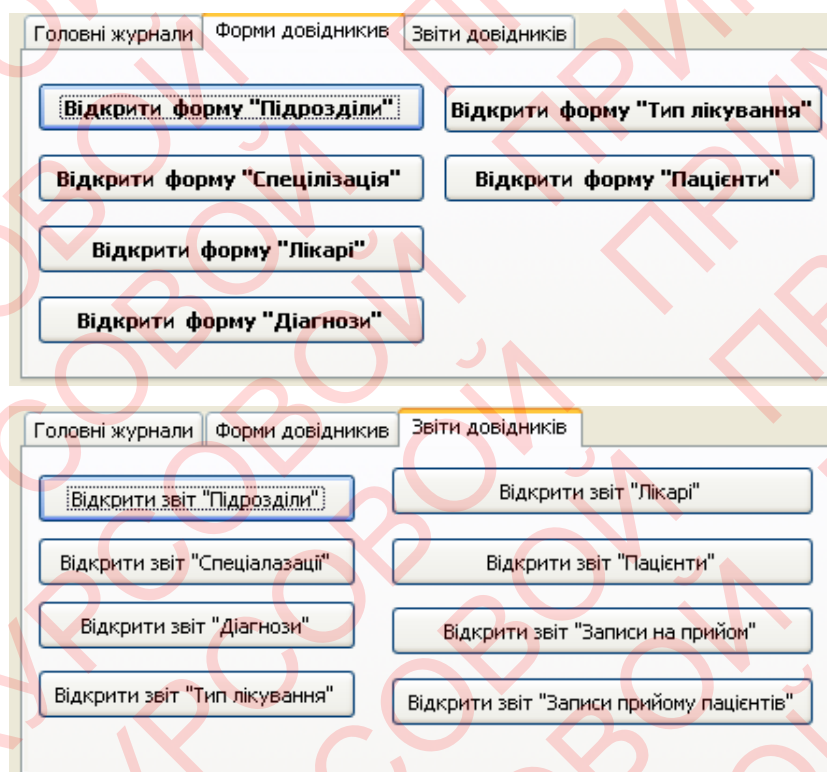 Головні журнали Форми довідникив Звіти довідників
Відкрити форму "Підрозділи" Відкрити форму "Тип лікування"
Відкрити форму "Спецілізація" Відкрити форму "Пацієнти"
Відкрити форму "Лікарі"
Відкрити форму "Діагнози"
Головні журнали Форми довідникив Звіти довідників
Відкрити звіт "Підрозділи" Відкрити звіт "Лікарі"
Відкрити звіт "Спеціалазації" Відкрити звіт "Пацієнти"
Відкрити звіт "Діагнози" Відкрити звіт "Записи на прийом"
Відкрити звіт "Тип лікування" Відкрити звіт "Записи прийому пацієнтів"